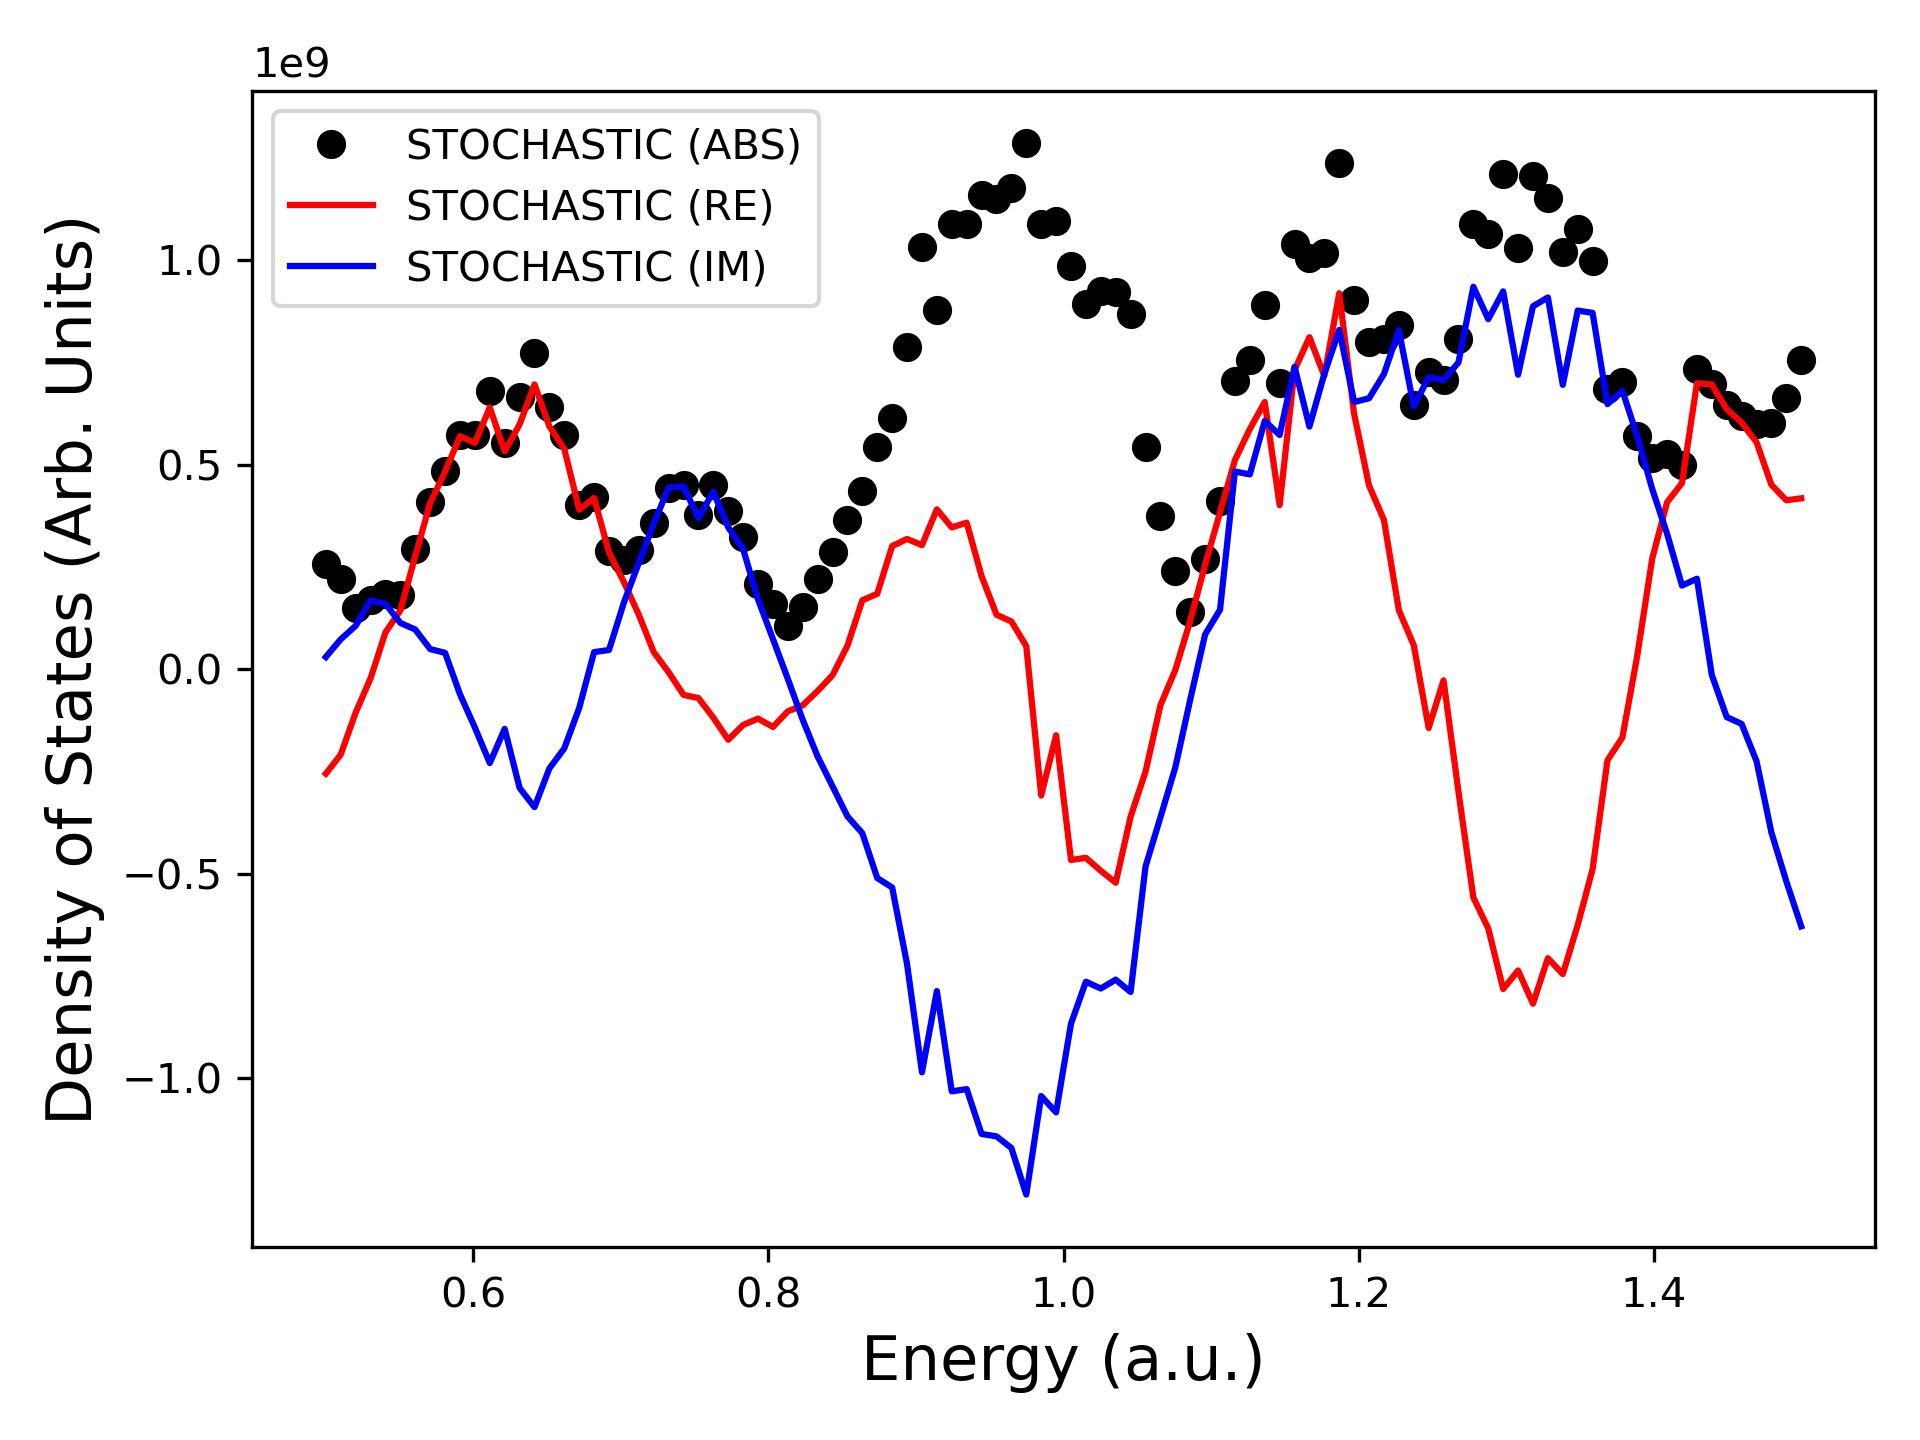 1e9
STOCHASTIC (ABS)
STOCHASTIC (RE)
STOCHASTIC (IM)
Density of States (Arb. Units)
1.0
0.5
0.0
−0.5
−1.0
0.6 0.8 1.0 1.2 1.4
Energy (a.u.)